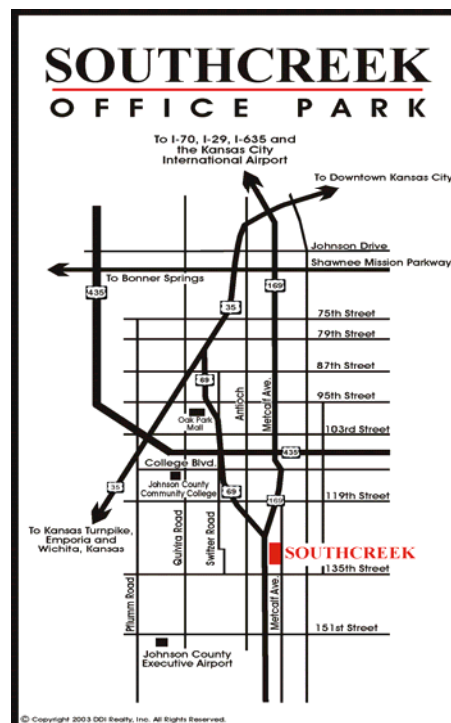 SOUTHCREEK
OFFICE PARK
To I-70, I-29, I-635 and
the Kansas City
International Airport
To Downtown Kansas City
Johnson Drive
Shawnee Mission Parkway
To Bonner Springs
435
169
35
75th Street
79th Street
87th Street
69
Antioch
Metcalf Ave.
95th Street
Oak Park
Mall
103rd Street
435
College Blvd.
35
Johnson County
Community College
69
169
119th Street
To Kansas Turnpike,
Emporia and
Wichita, Kansas
Quivira Road
Switzer Road
SOUTHCREEK
135th Street
Pflumm Road
Metcalf Ave.
151st Street
Johnson County
Executive Airport
© Copyright 2003 DDI Realty, Inc. All Rights Reserved.